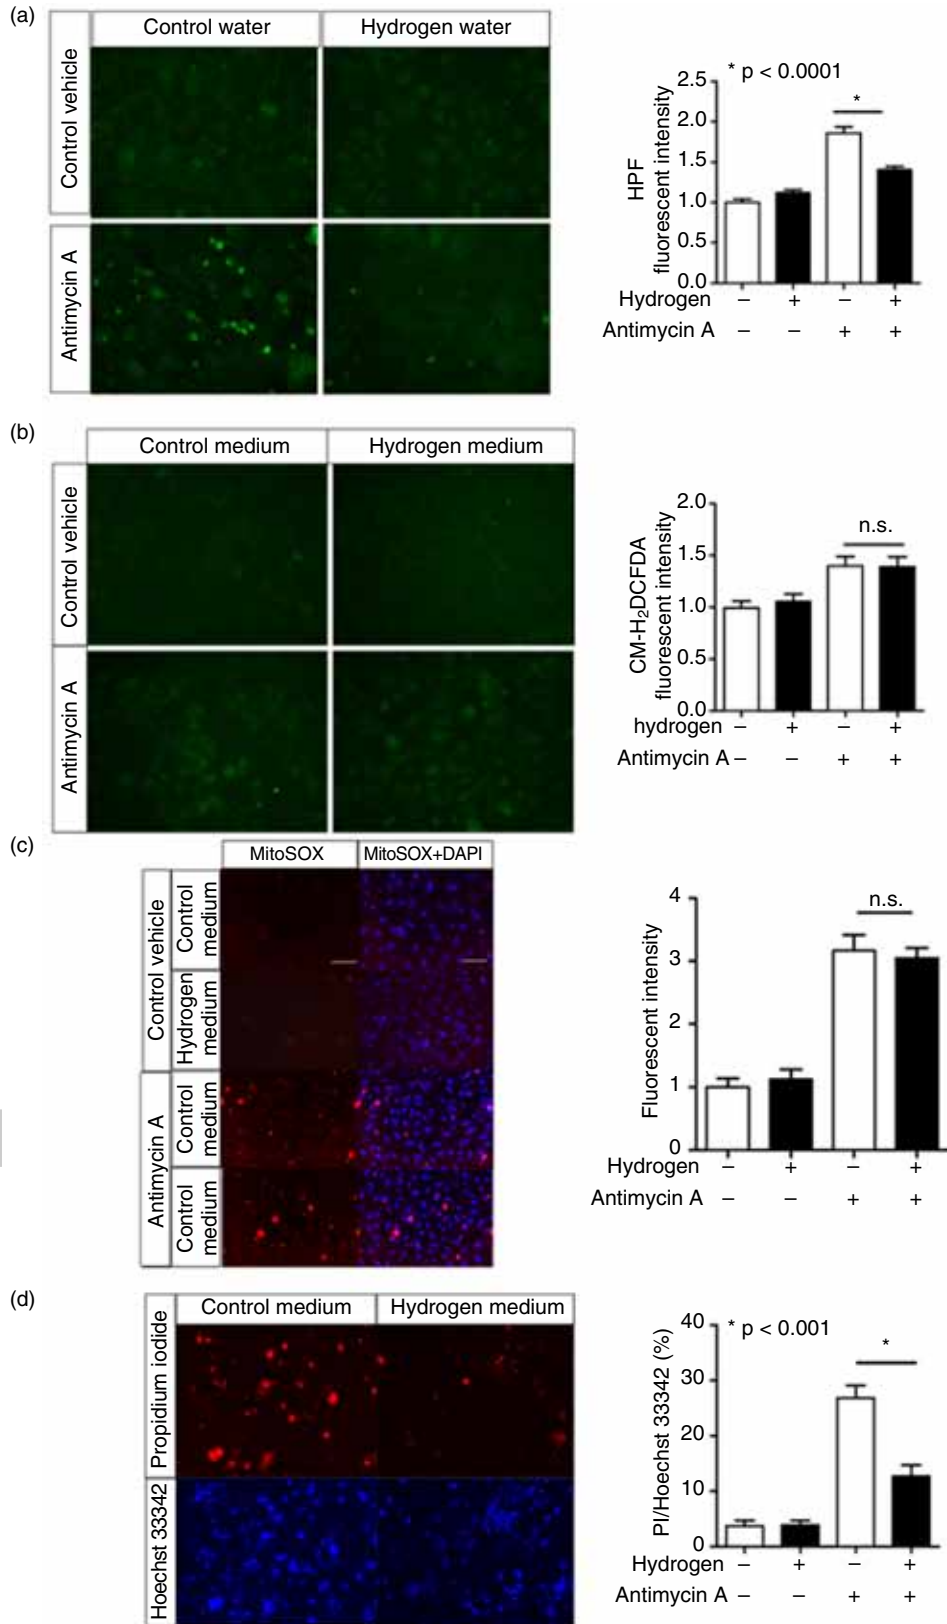 (a)
Control water
Hydrogen water
Control vehicle
Antimycin A
* p < 0.0001
*
HPF
fluorescent intensity
2.5
2.0
1.5
1.0
0.5
0.0
Hydrogen – + – +
Antimycin A – – + +
(b)
Control medium
Hydrogen medium
Control vehicle
Antimycin A
n.s.
CM-H₂DCFDA
fluorescent intensity
2.0
1.5
1.0
0.5
0.0
hydrogen – + – +
Antimycin A – – + +
(c)
MitoSOX
MitoSOX+DAPI
Control vehicle
Control
medium
Hydrogen
medium
Antimycin A
Control
medium
Control
medium
n.s.
Fluorescent intensity
4
3
2
1
0
Hydrogen – + – +
Antimycin A – – + +
(d)
Control medium
Hydrogen medium
Propidium iodide
Hoechst 33342
* p < 0.001
*
PI/Hoechst 33342 (%)
40
30
20
10
0
Hydrogen – + – +
Antimycin A – – + +